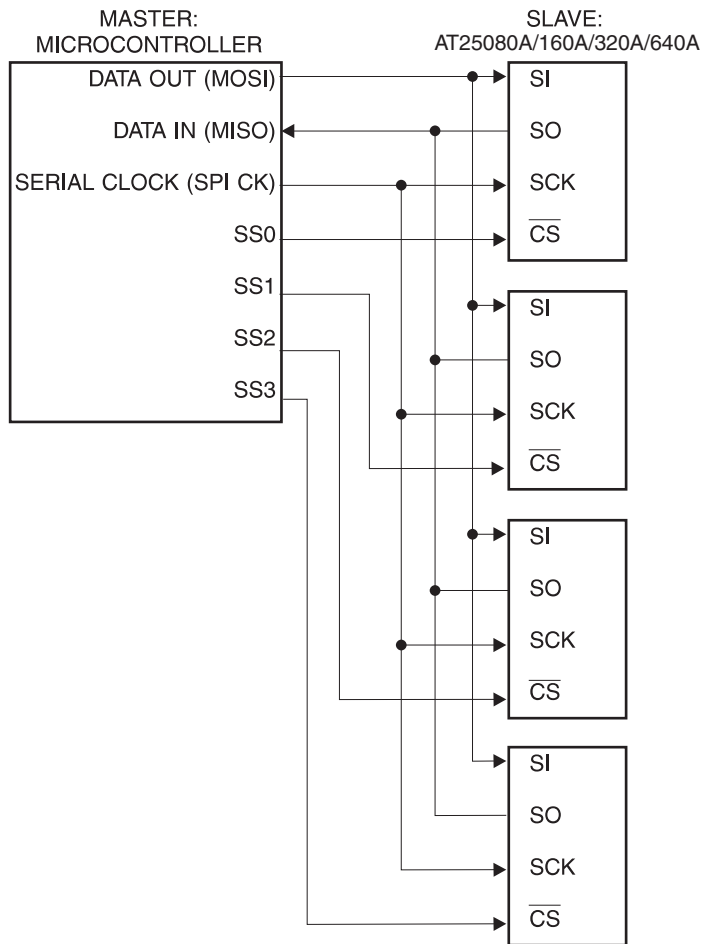 MASTER:
MICROCONTROLLER
SLAVE:
AT25080A/160A/320A/640A
DATA OUT (MOSI)
DATA IN (MISO)
SERIAL CLOCK (SPI CK)
SS0
SS1
SS2
SS3
SI
SO
SCK
CS
SI
SO
SCK
CS
SI
SO
SCK
CS
SI
SO
SCK
CS